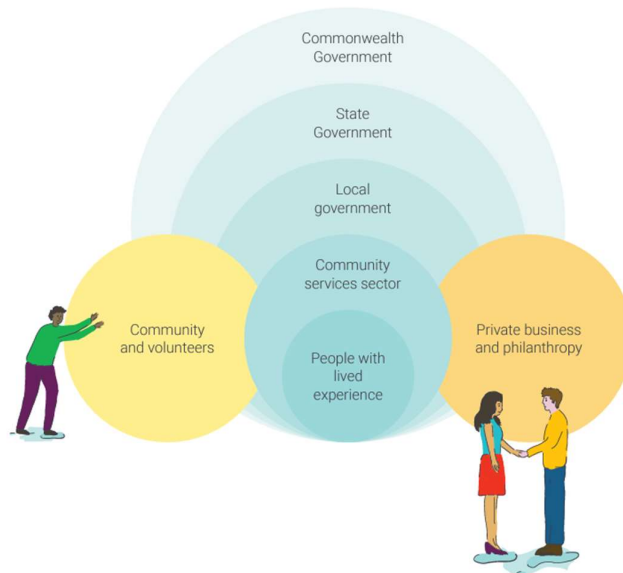 Commonwealth
Government
State
Government
Local
government
Community
services sector
Community
and volunteers
Private business
and philanthropy
People with
lived
experience